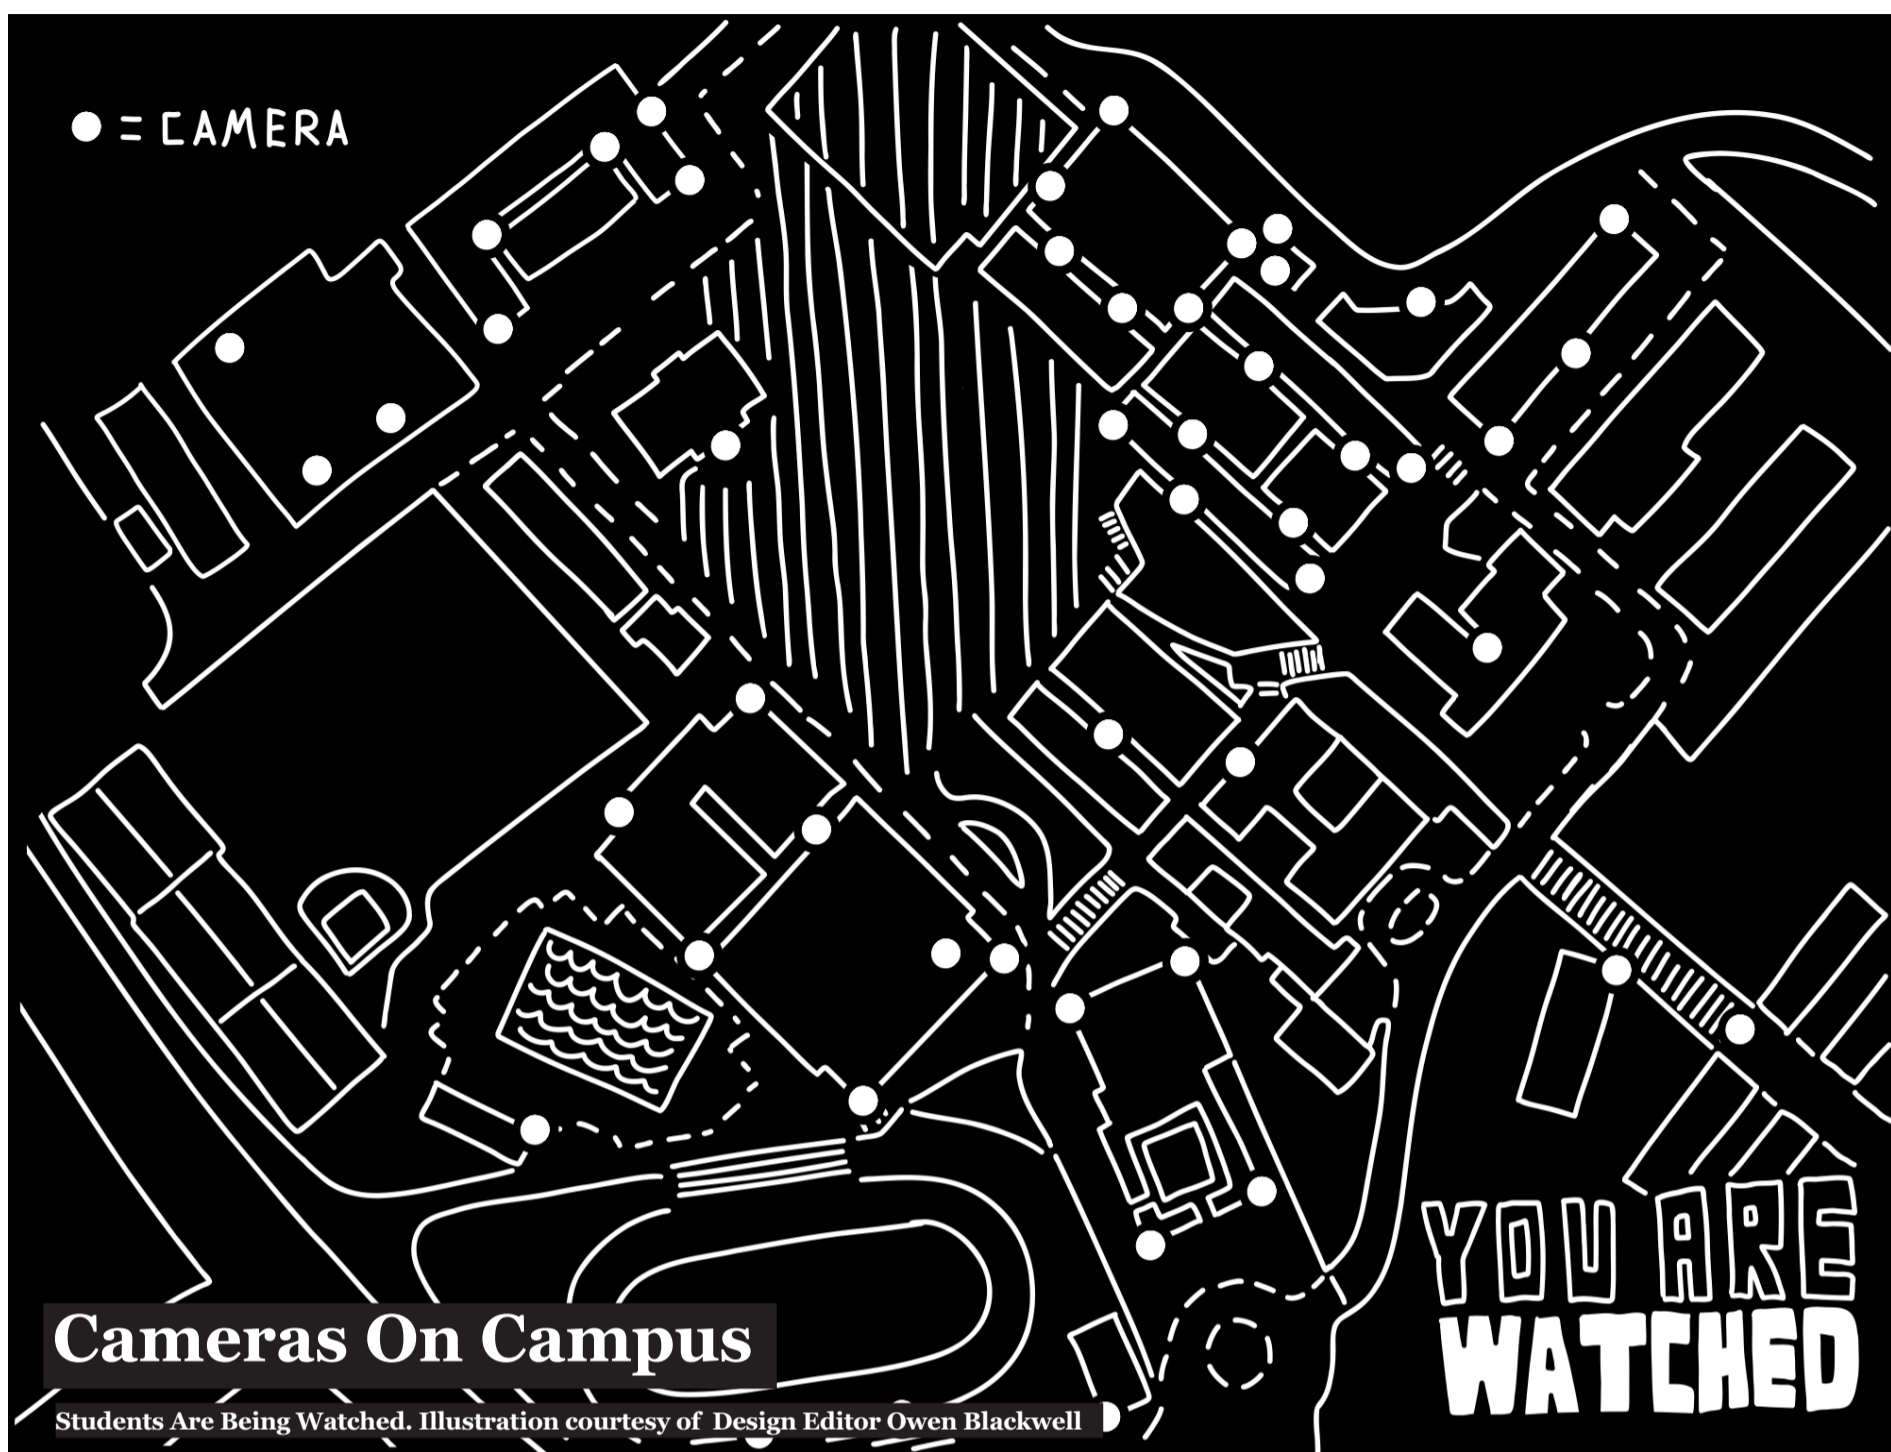 = CAMERA
YOU ARE
WATCHED
Cameras On Campus
Students Are Being Watched. Illustration courtesy of Design Editor Owen Blackwell